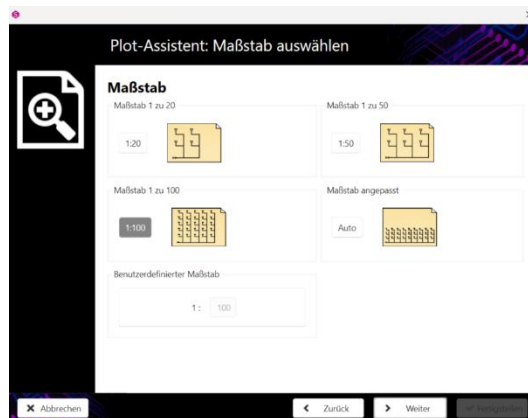 Plot-Assistent: Maßstab auswählen
Maßstab
Maßstab 1 zu 20
1:20
Maßstab 1 zu 50
1:50
Maßstab 1 zu 100
1:100
Maßstab angepasst
Auto
Benutzerdefinierter Maßstab
1 : 100
Abbrechen
Zurück
Weiter
Fertigstellen